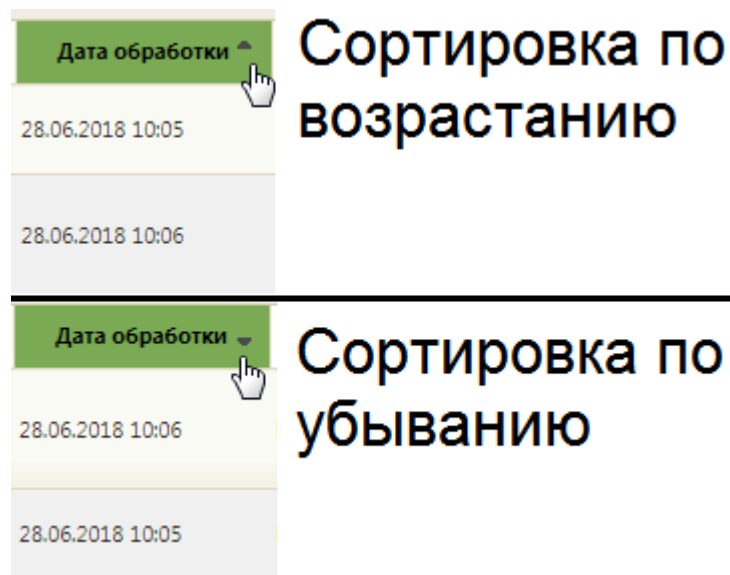 Дата обработки
Сортировка по
возрастанию
28.06.2018 10:05
28.06.2018 10:06
Дата обработки
Сортировка по
убыванию
28.06.2018 10:06
28.06.2018 10:05